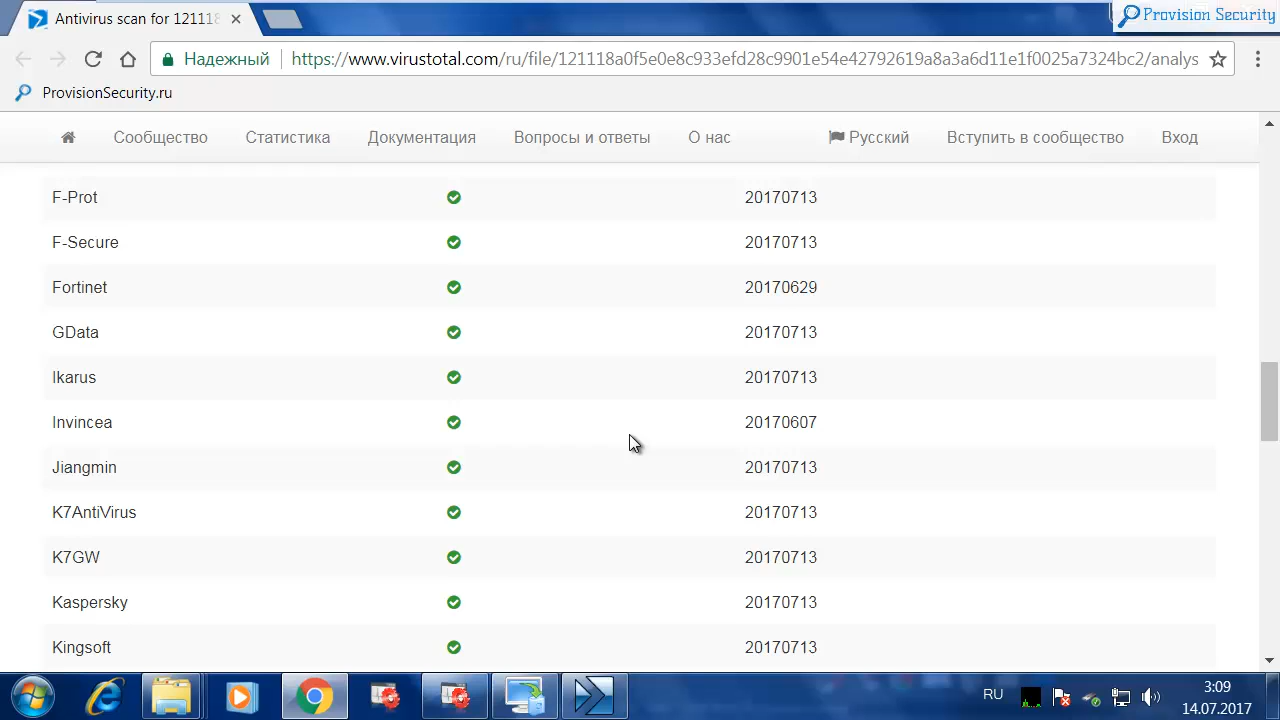 Antivirus scan for 12111
Provision Security
Надежный
https://www.virustotal.com/ru/file/121118a0f5e0e8c933efd28c9901e54e42792619a8a3a6d11e1f0025a7324bc2/analys
ProvisionSecurity.ru
Сообщество Статистика Документация Вопросы и ответы О нас Русский Вступить в сообщество Вход
F-Prot 20170713
F-Secure 20170713
Fortinet 20170629
GData 20170713
Ikarus 20170713
Invincea 20170607
Jiangmin 20170713
K7AntiVirus 20170713
K7GW 20170713
Kaspersky 20170713
Kingsoft 20170713
RU
3:09
14.07.2017